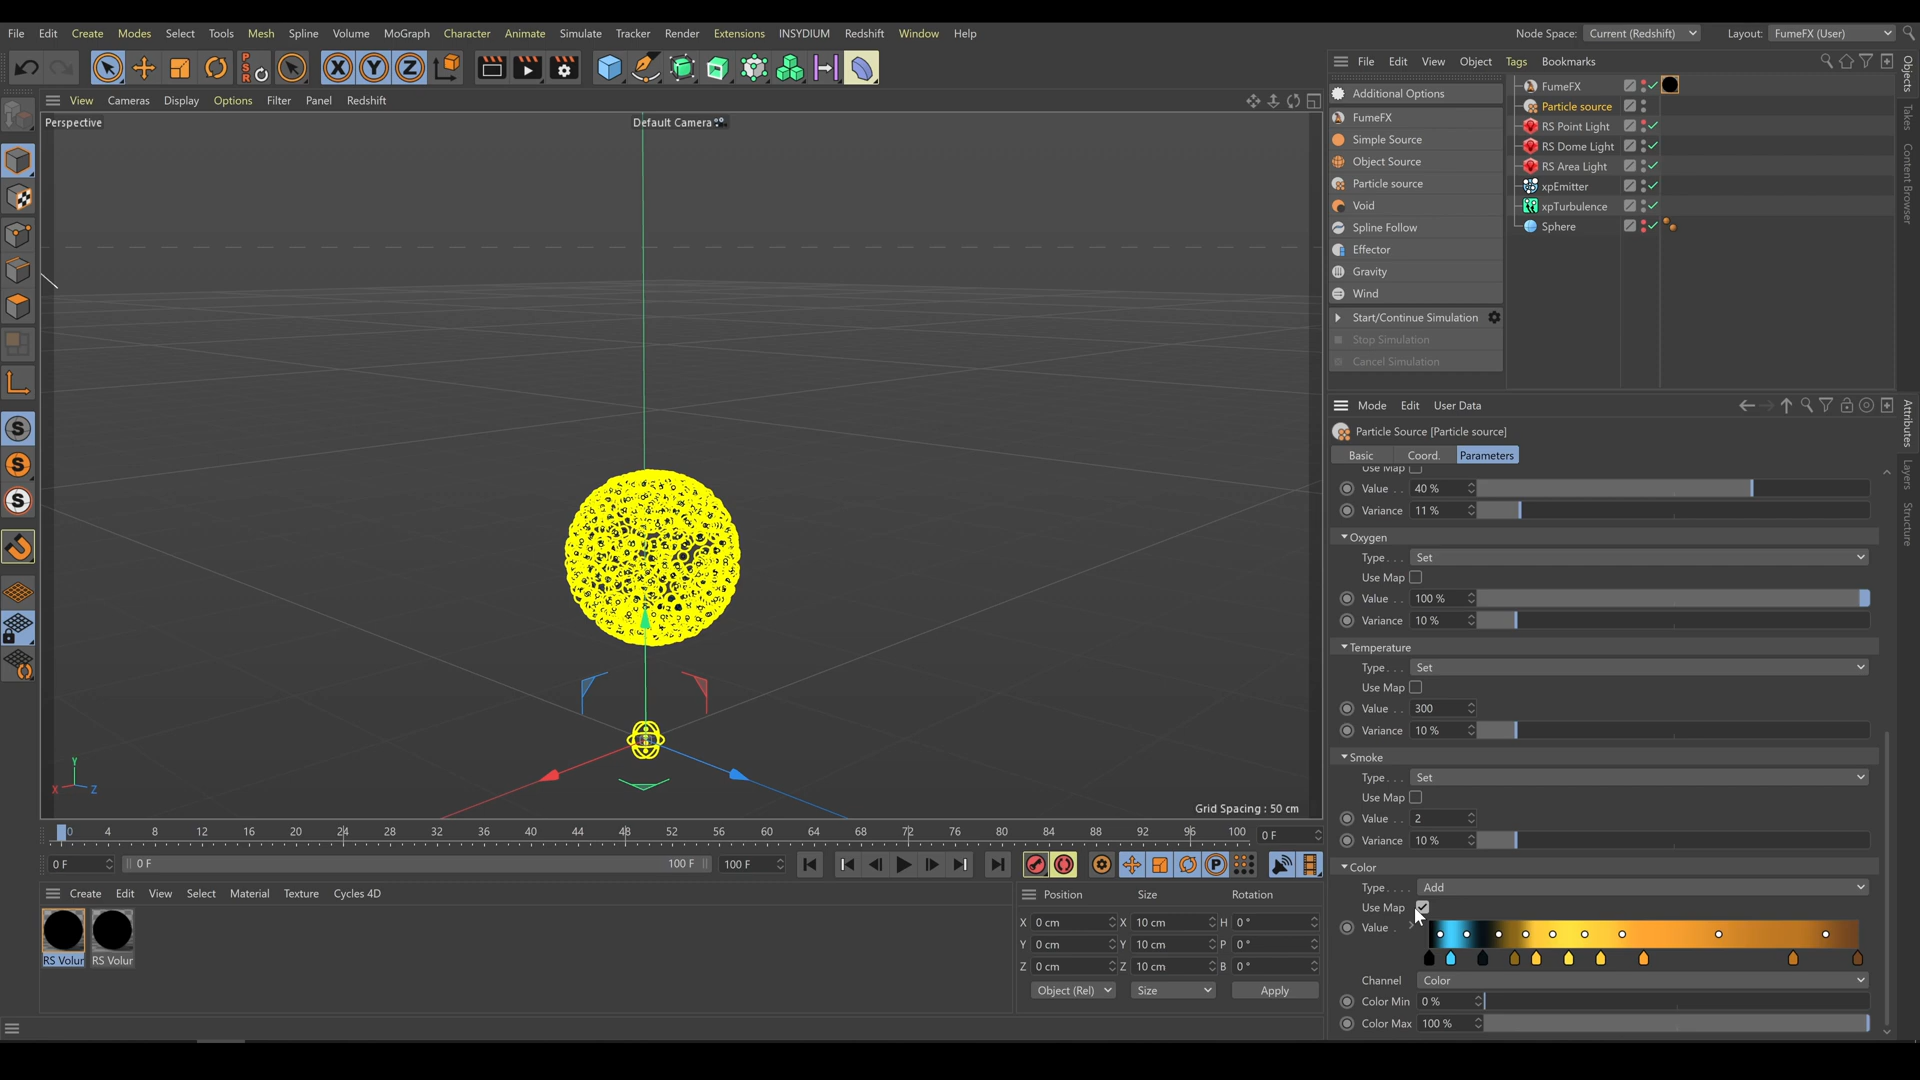 File Edit Create Modes Select Tools Mesh Spline Volume MoGraph Character Animate Simulate Tracker Render Extensions INSYDIUM Redshift Window Help Node Space: Current (Redshift) Layout: FumeFX (User)
PSR X Y Z
View Cameras Display Options Filter Panel Redshift
Perspective Default Camera
Y X Z
Grid Spacing : 50 cm
0 4 8 12 16 20 24 28 32 36 40 44 48 52 56 60 64 68 72 76 80 84 88 92 96 100 0 F
0 F 0 F 100 F 100 F
Create Edit View Select Material Texture Cycles 4D
RS Volur RS Volur
Position Size Rotation
X 0 cm X 10 cm H 0 °
Y 0 cm Y 10 cm P 0 °
Z 0 cm Z 10 cm B 0 °
Object (Rel) Size Apply
File Edit View Object Tags Bookmarks
Additional Options
FumeFX
Simple Source
Object Source
Particle source
Void
Spline Follow
Effector
Gravity
Wind
Start/Continue Simulation
Stop Simulation
Cancel Simulation
FumeFX
Particle source
RS Point Light
RS Dome Light
RS Area Light
xpEmitter
xpTurbulence
Sphere
Objects
Takes
Content Browser
Mode Edit User Data
Particle Source [Particle source]
Basic Coord. Parameters
Use Map
Value . . 40 %
Variance 11 %
Oxygen
Type . . . Set
Use Map
Value . . 100 %
Variance 10 %
Temperature
Type . . . Set
Use Map
Value . . 300
Variance 10 %
Smoke
Type . . . Set
Use Map
Value . . 2
Variance 10 %
Color
Type . . . . Add
Use Map
Value .
Channel Color
Color Min 0 %
Color Max 100 %
Attributes
Layers
Structure